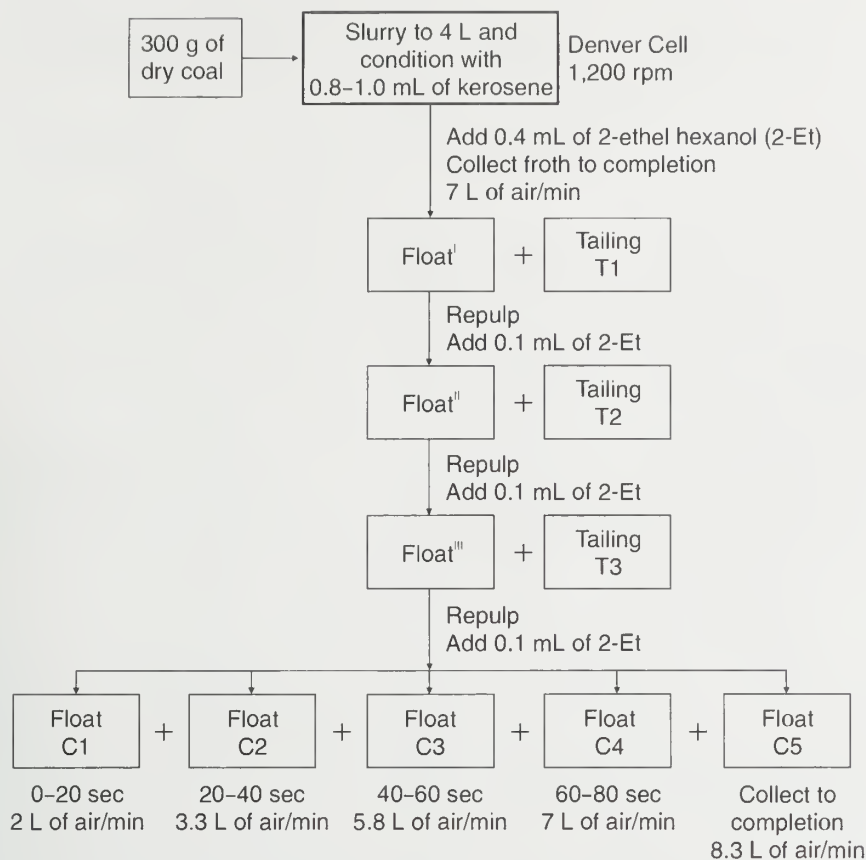 300 g of
dry coal
Slurry to 4 L and
condition with
0.8–1.0 mL of kerosene
Denver Cell
1,200 rpm
Add 0.4 mL of 2-ethel hexanol (2-Et)
Collect froth to completion
7 L of air/min
Float^I
+
Tailing
T1
Repulp
Add 0.1 mL of 2-Et
Float^II
+
Tailing
T2
Repulp
Add 0.1 mL of 2-Et
Float^III
+
Tailing
T3
Repulp
Add 0.1 mL of 2-Et
Float
C1
+
Float
C2
+
Float
C3
+
Float
C4
+
Float
C5
0–20 sec
2 L of air/min
20–40 sec
3.3 L of air/min
40–60 sec
5.8 L of air/min
60–80 sec
7 L of air/min
Collect to
completion
8.3 L of air/min